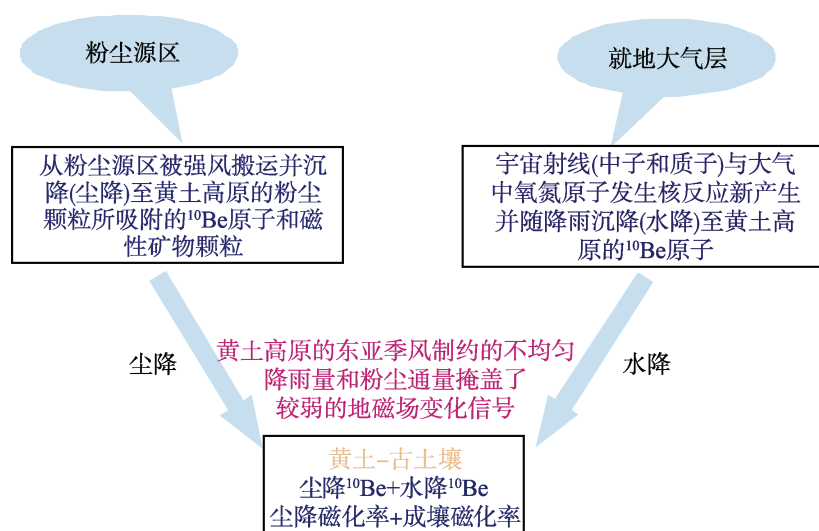 粉尘源区
就地大气层
从粉尘源区被强风搬运并沉
降(尘降)至黄土高原的粉尘
颗粒所吸附的¹⁰Be原子和磁
性矿物颗粒
宇宙射线(中子和质子)与大气
中氧氮原子发生核反应新产生
并随降雨沉降(水降)至黄土高
原的¹⁰Be原子
尘降
黄土高原的东亚季风制约的不均匀
降雨量和粉尘通量掩盖了
较弱的地磁场变化信号
水降
黄土–古土壤
尘降¹⁰Be+水降¹⁰Be
尘降磁化率+成壤磁化率